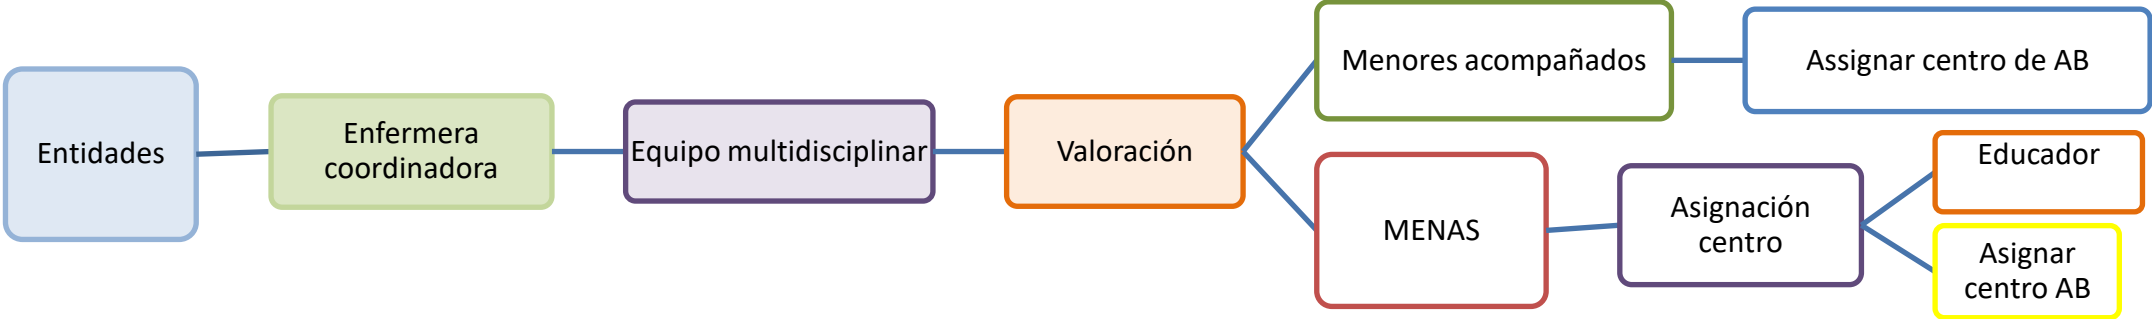 Entidades
Enfermera
coordinadora
Equipo multidisciplinar
Valoración
Menores acompañados
Assignar centro de AB
MENAS
Asignación
centro
Educador
Asignar
centro AB